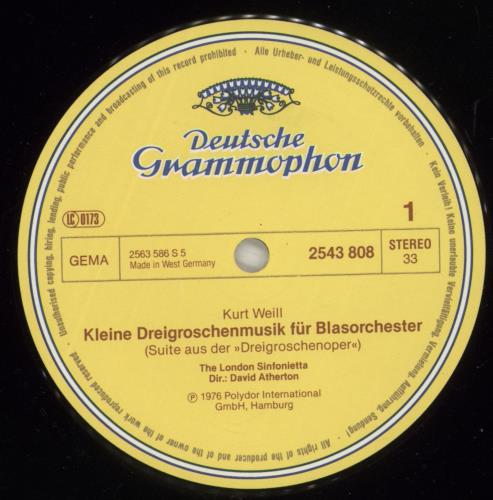 Alle Urheber- und Leistungsschutzrechte vorbehalten · Kein Verleih! Keine unerlaubte Vervielfältigung, Vermietung, Aufführung, Sendung! · All rights of the producer and of the owner of the work reproduced reserved · Unauthorised copying, hiring, lending, public performance and broadcasting of this record prohibited ·
Deutsche
Grammophon
LC 0173
1
GEMA
2563 586 S 5
Made in West Germany
2543 808
STEREO
33
Kurt Weill
Kleine Dreigroschenmusik für Blasorchester
(Suite aus der »Dreigroschenoper«)
The London Sinfonietta
Dir.: David Atherton
Ⓟ 1976 Polydor International
GmbH, Hamburg